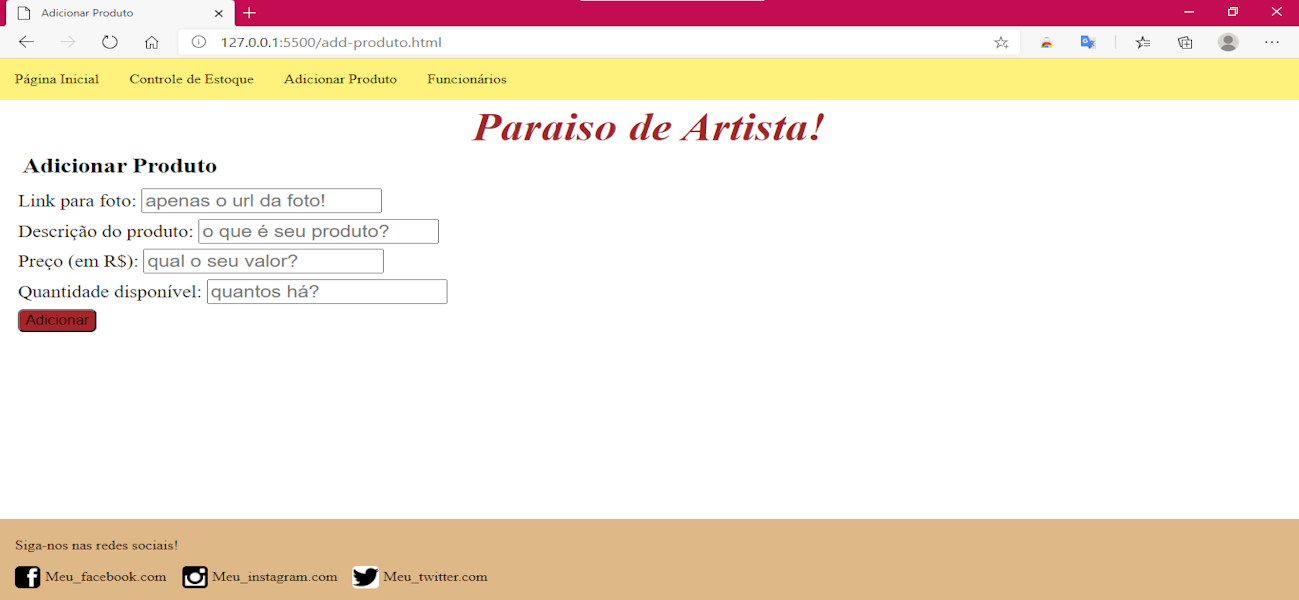 Adicionar Produto
127.0.0.1:5500/add-produto.html
Página Inicial Controle de Estoque Adicionar Produto Funcionários
Paraiso de Artista!
Adicionar Produto
Link para foto: apenas o url da foto!
Descrição do produto: o que é seu produto?
Preço (em R$): qual o seu valor?
Quantidade disponível: quantos há?
Adicionar
Siga-nos nas redes sociais!
Meu_facebook.com Meu_instagram.com Meu_twitter.com